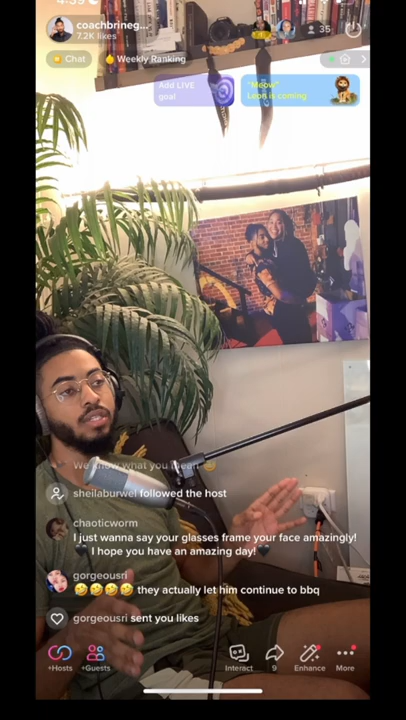 4:39
coachbrineg...
7.2K likes
35
Chat
Weekly Ranking
Add LIVE
goal
"Meow"
Leon is coming
We know what you mean
sheilaburwel followed the host
chaoticworm
I just wanna say your glasses frame your face amazingly!
I hope you have an amazing day!
gorgeousri
🤣🤣🤣🤣 they actually let him continue to bbq
gorgeousri sent you likes
+Hosts
+Guests
Interact
9
Enhance
More